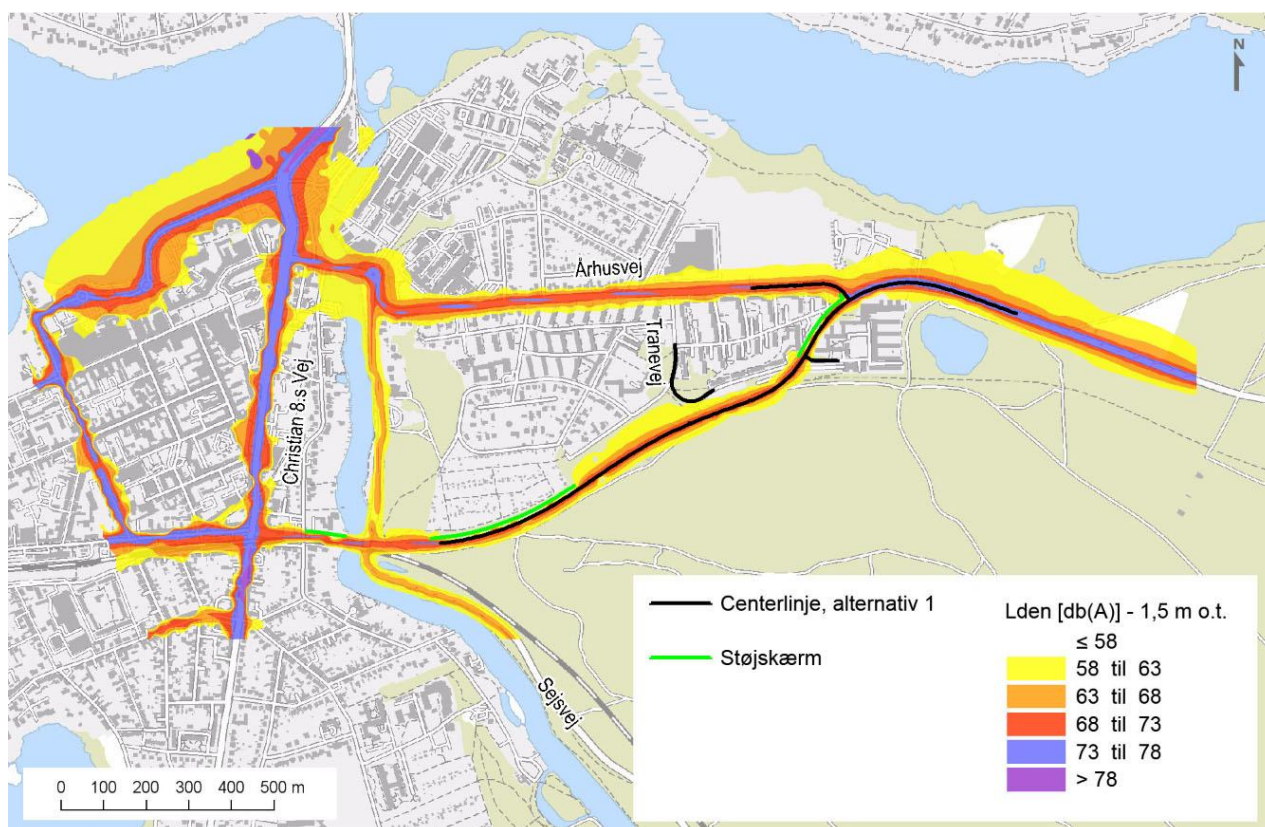 N
Århusvej
Tranevej
Christian 8.s Vej
Sejsvej
Centerlinje, alternativ 1
Støjskærm
Lden [db(A)] - 1,5 m o.t.
≤ 58
58 til 63
63 til 68
68 til 73
73 til 78
> 78
0 100 200 300 400 500 m